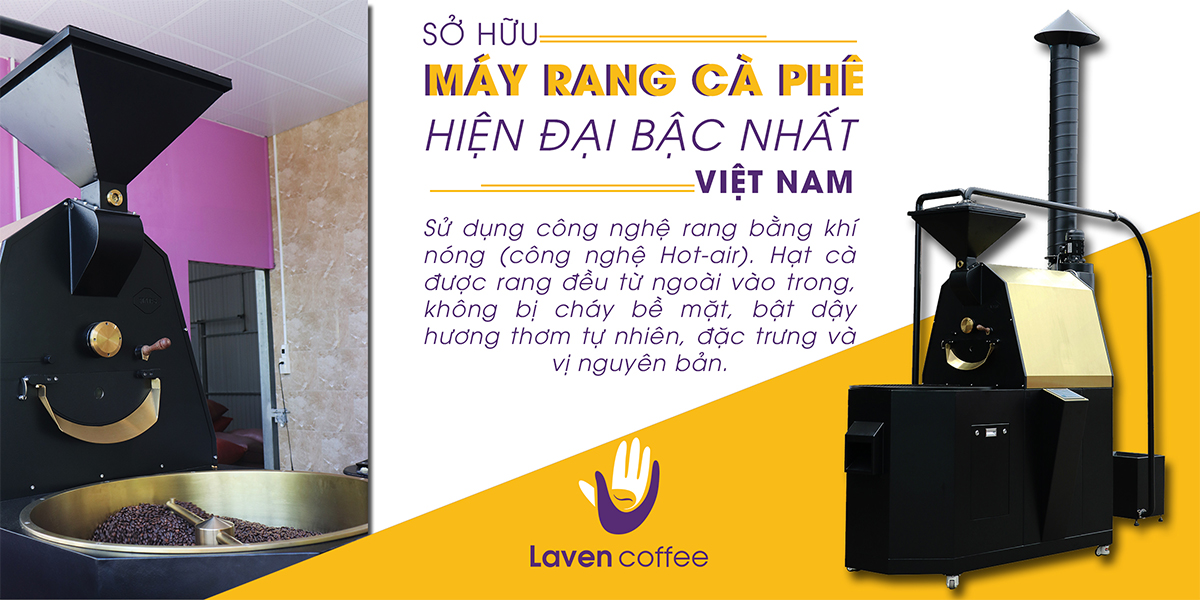 SỞ HỮU
MÁY RANG CÀ PHÊ
HIỆN ĐẠI BẬC NHẤT
VIỆT NAM
Sử dụng công nghệ rang bằng khí
nóng (công nghệ Hot-air). Hạt cà
được rang đều từ ngoài vào trong,
không bị cháy bề mặt, bật dậy
hương thơm tự nhiên, đặc trưng và
vị nguyên bản.
Laven coffee